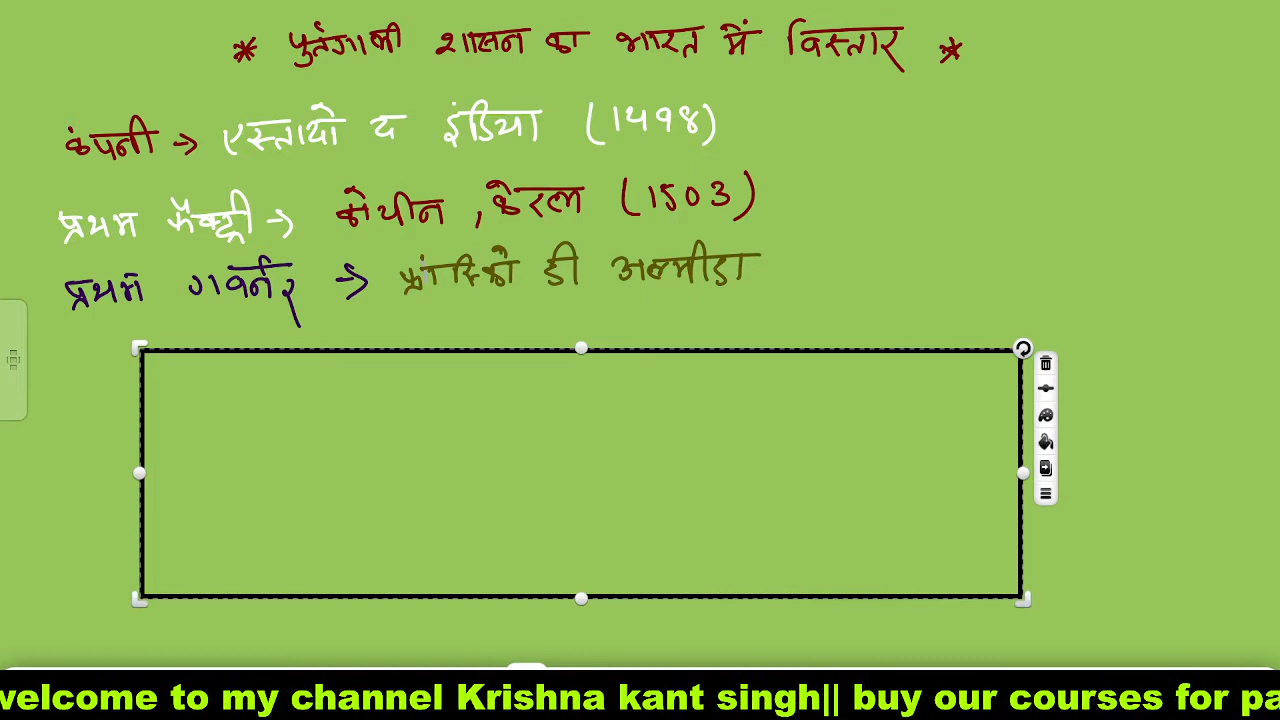 * पुर्तगाली शासन का भारत में विस्तार *
कंपनी → एस्तादो द इंडिया (1498)
प्रथम फैक्ट्री → कोचीन, केरल (1503)
प्रथम गवर्नर → फ्रांसिस्को डी अल्मीडा
welcome to my channel Krishna kant singh|| buy our courses for pa